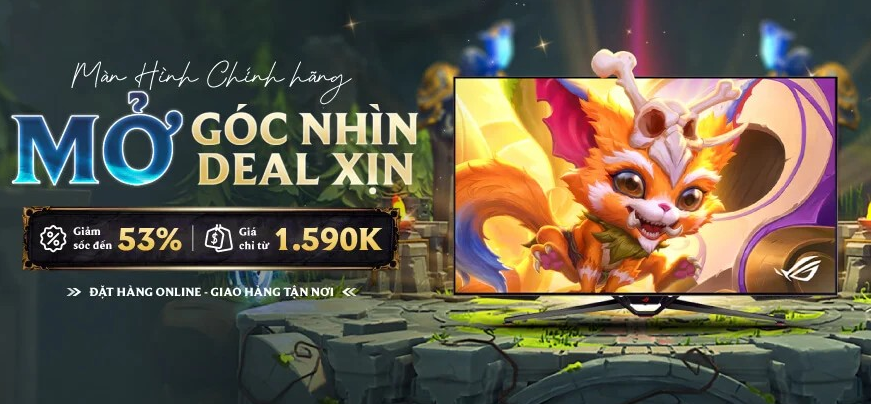 Màn Hình Chính hãng
MỞ GÓC NHÌN
DEAL XỊN
Giảm
sốc đến
53%
Giá
chỉ từ
1.590K
ĐẶT HÀNG ONLINE - GIAO HÀNG TẬN NƠI